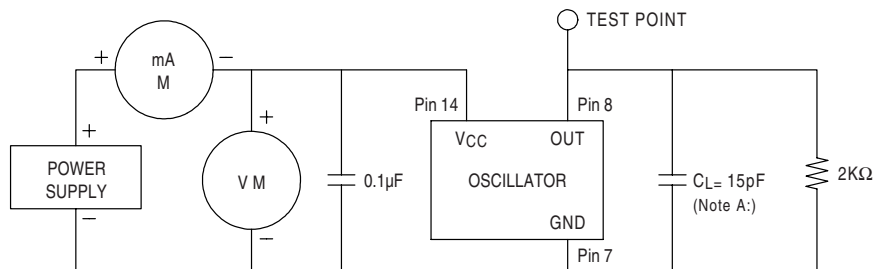 TEST POINT
+ mA M −
Pin 14
Pin 8
+
+
VCC OUT
POWER SUPPLY
V M
0.1µF
OSCILLATOR
CL= 15pF
(Note A:)
2KΩ
GND
−
−
Pin 7